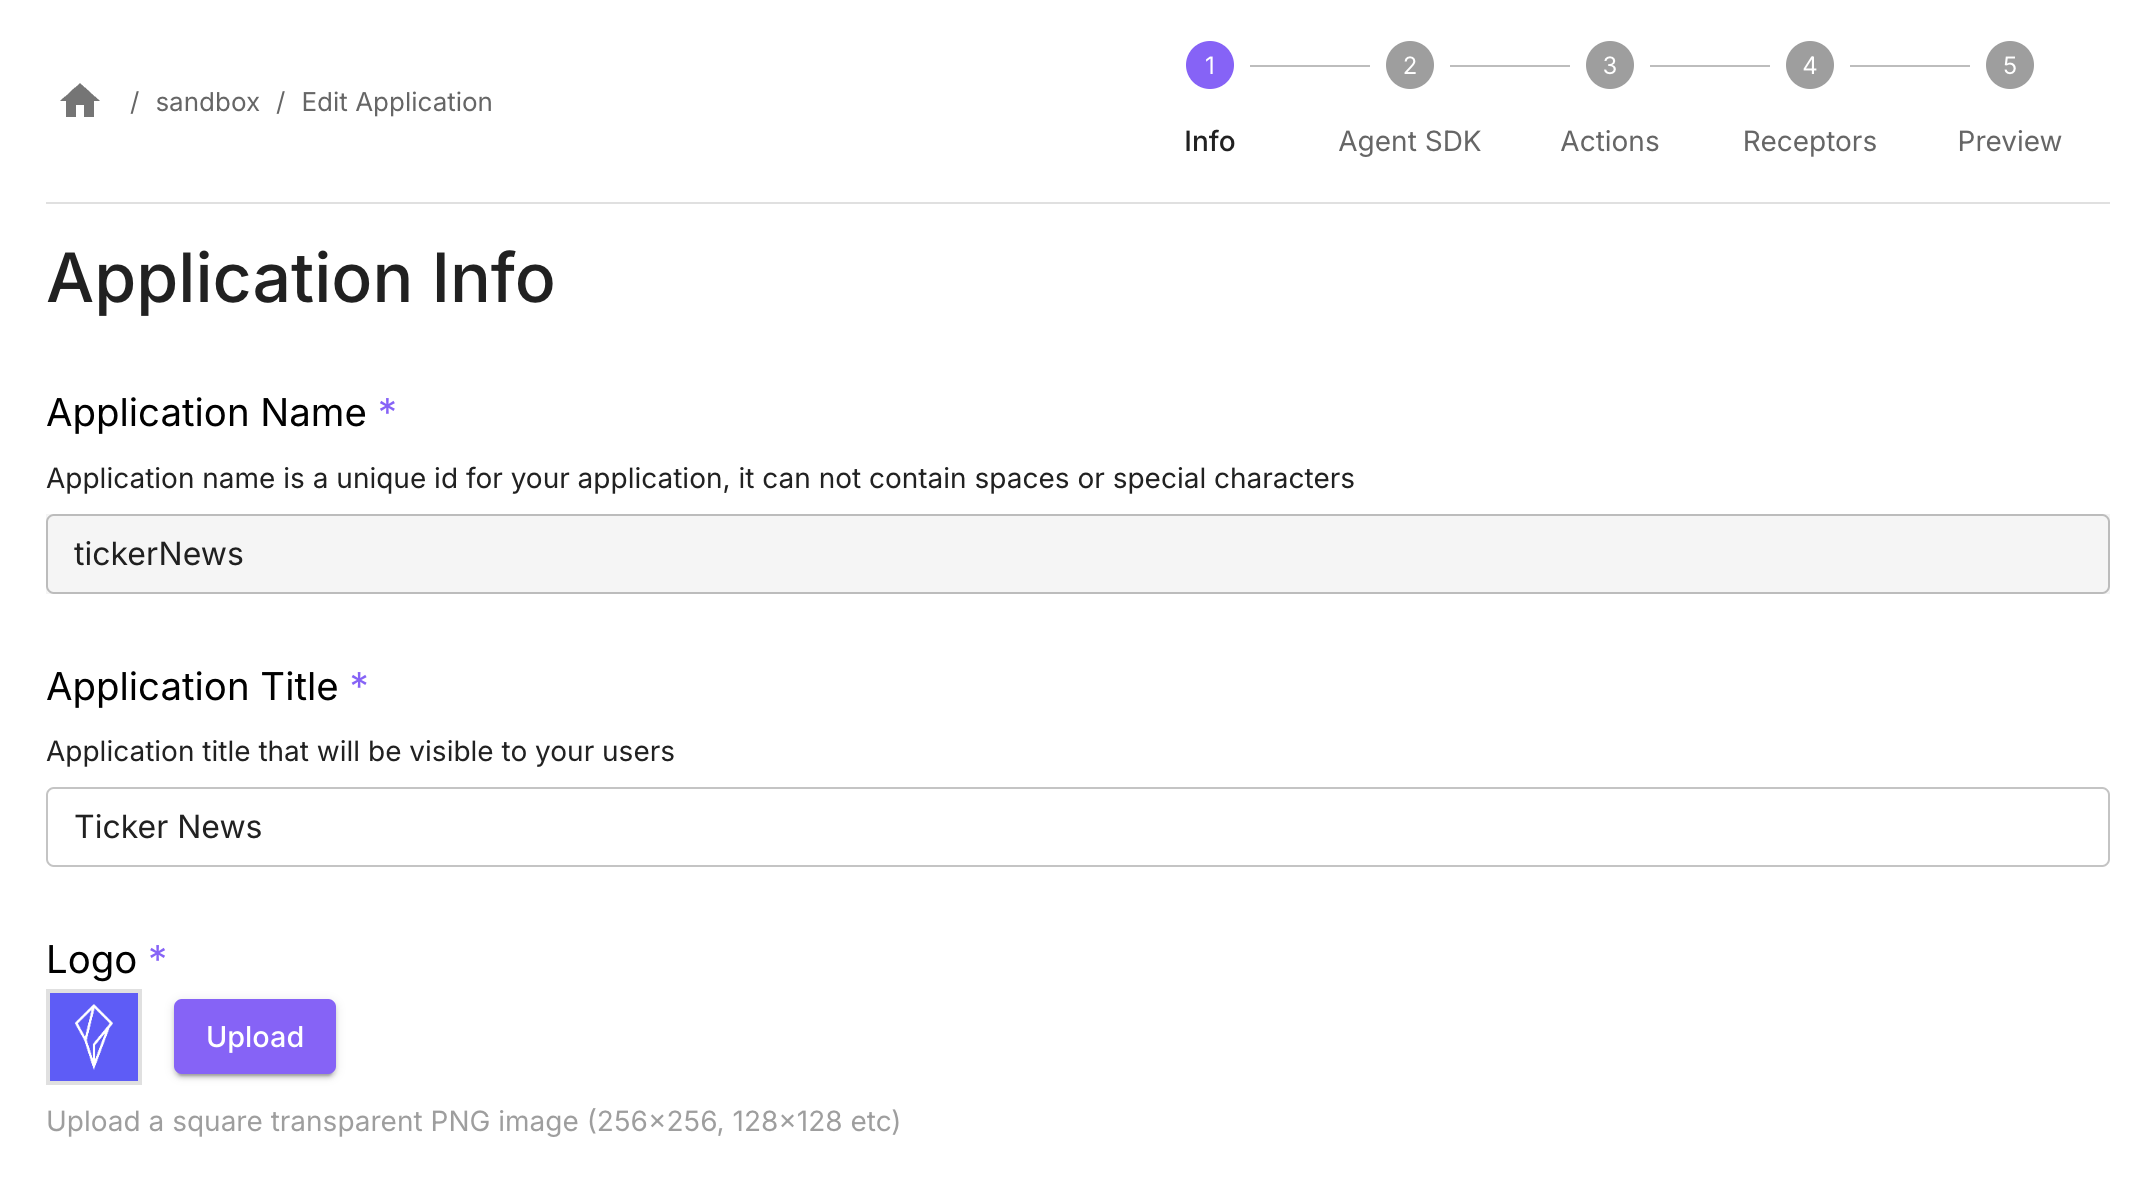 / sandbox / Edit Application
1 2 3 4 5
Info Agent SDK Actions Receptors Preview
Application Info
Application Name *
Application name is a unique id for your application, it can not contain spaces or special characters
tickerNews
Application Title *
Application title that will be visible to your users
Ticker News
Logo *
Upload
Upload a square transparent PNG image (256×256, 128×128 etc)